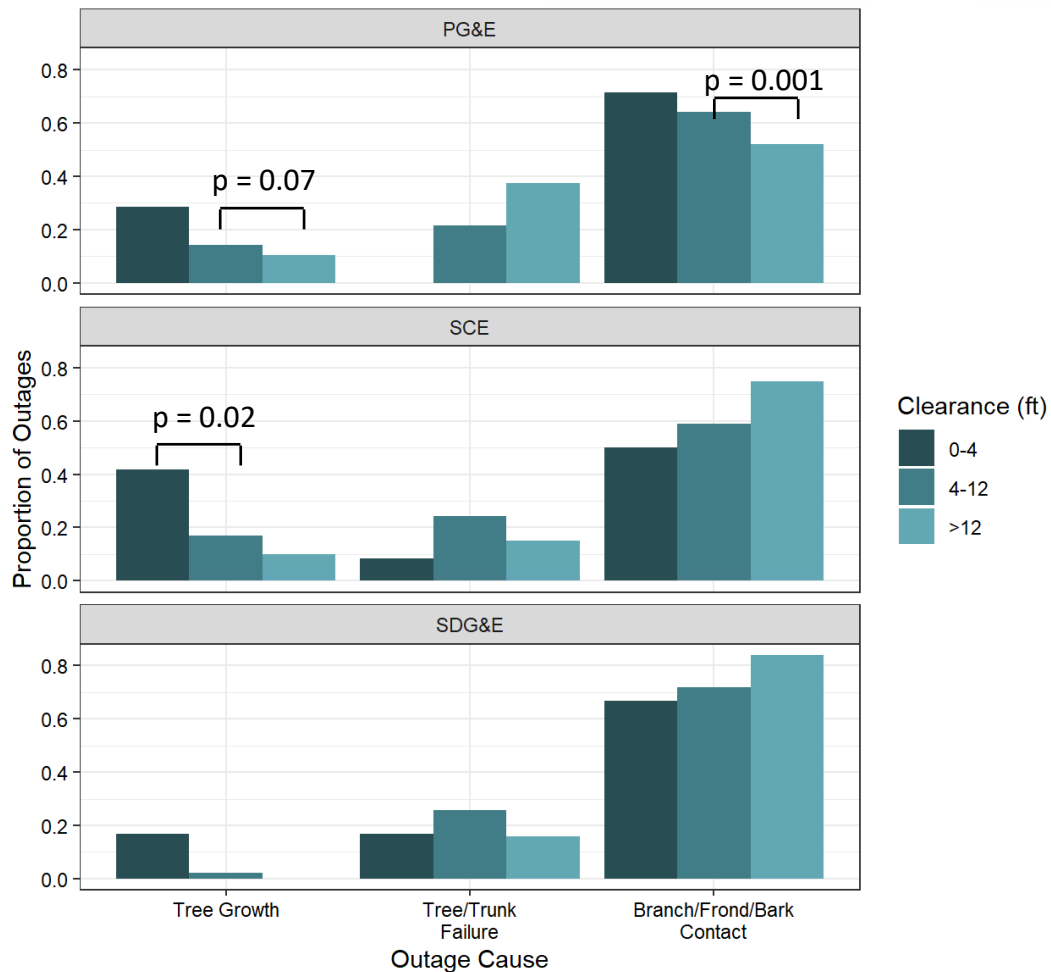 PG&E
0.8
0.6
0.4
0.2
0.0
p = 0.07
p = 0.001
SCE
0.8
0.6
0.4
0.2
0.0
p = 0.02
SDG&E
0.8
0.6
0.4
0.2
0.0
Proportion of Outages
Tree Growth
Tree/Trunk
Failure
Branch/Frond/Bark
Contact
Outage Cause
Clearance (ft)
0-4
4-12
>12